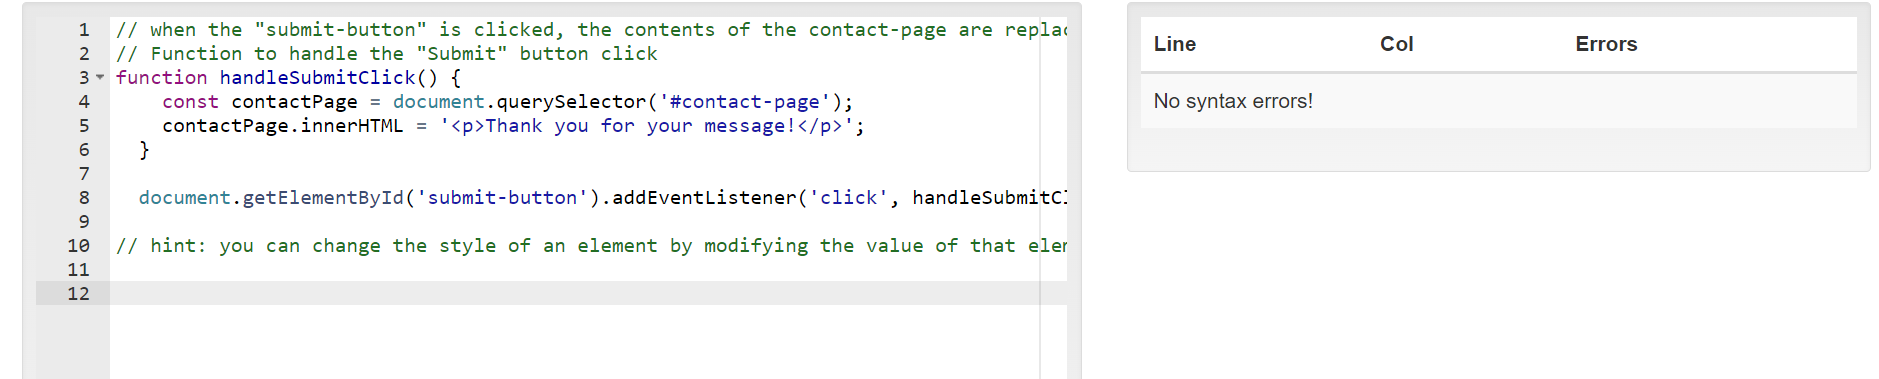 1 // when the "submit-button" is clicked, the contents of the contact-page are
2 // Function to handle the "Submit" button click
3 function handleSubmitClick() {
4 const contactPage = document.querySelector('#contact-page');
5 contactPage.innerHTML = '<p>Thank you for your message!</p>';
6 }
7
8 document.getElementById('submit-button').addEventListener('click',
9
10 // hint: you can change the style of an element by modifying the value of that
11
12
Line Col Errors
No syntax errors!